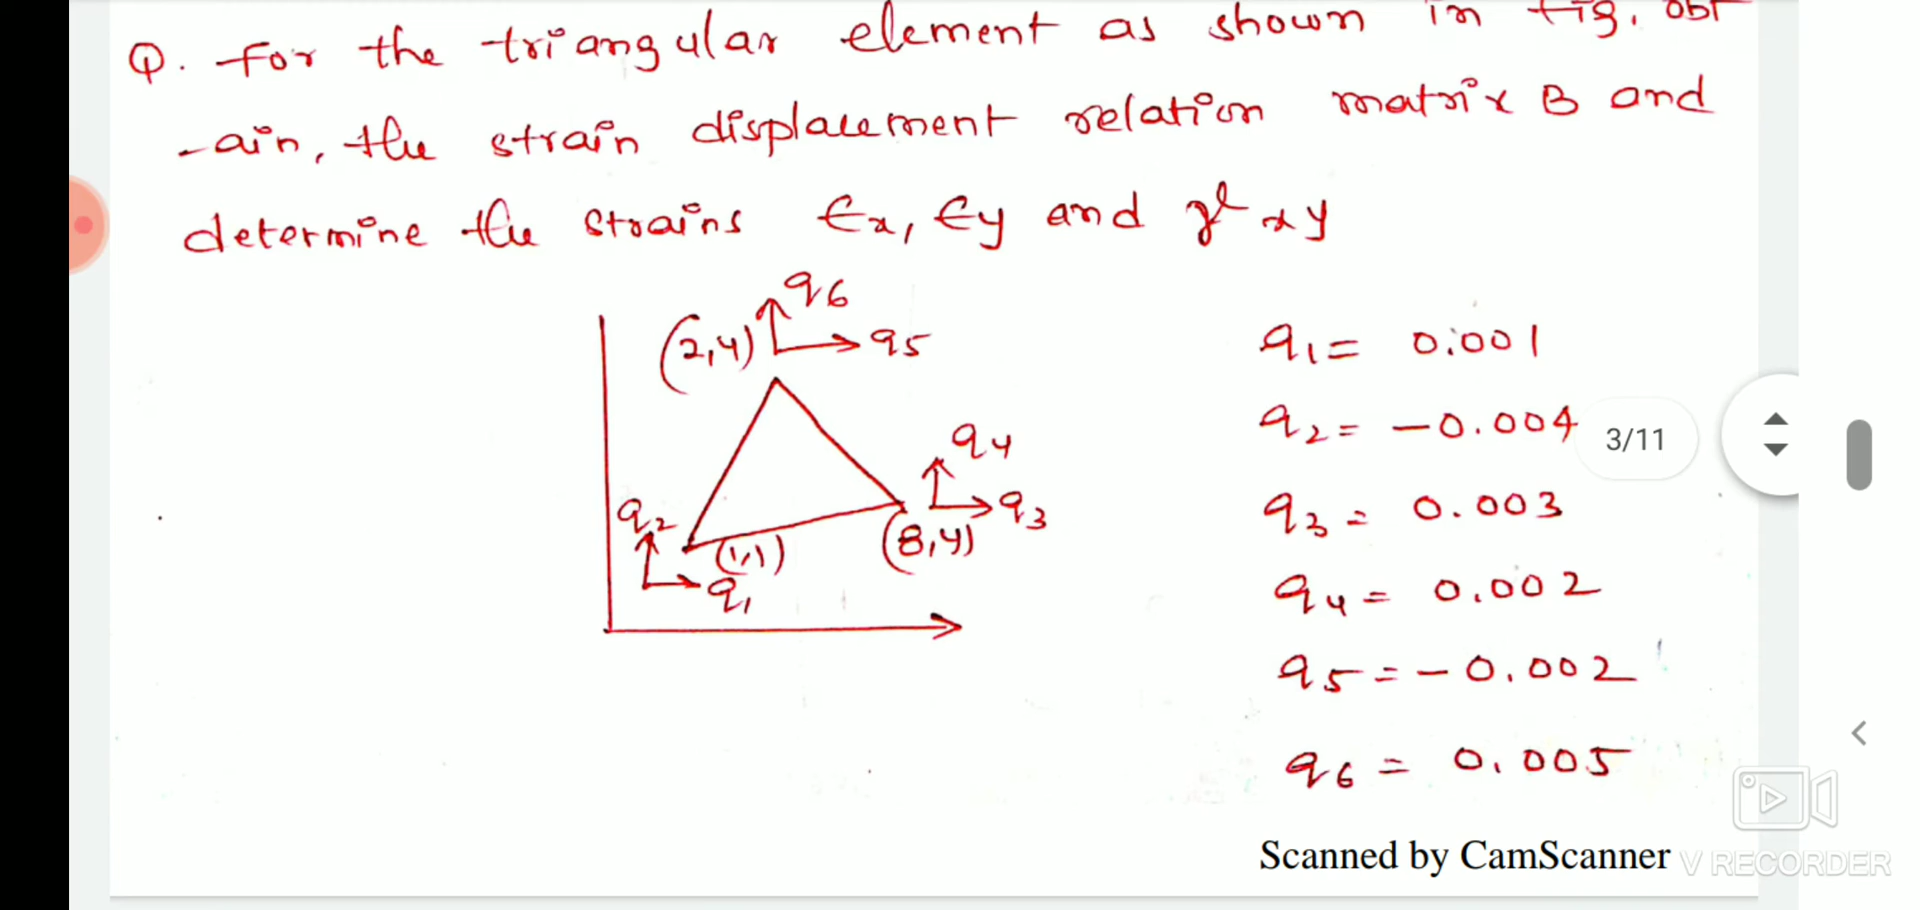 Q. for the triangular element as shown in fig. obt
-ain, the strain displacement relation matrix B and
determine the strains ϵx, ϵy and γxy
q6
(2,4)
q5
q1= 0.001
q4
q2= -0.004
3/11
q2
q3
q3= 0.003
(1,1)
(8,4)
q1
q4= 0.002
q5=-0.002
q6= 0.005
Scanned by CamScanner
V RECORDER